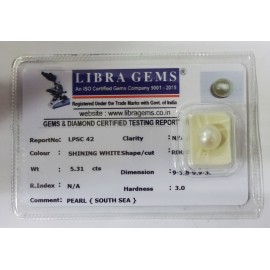 LIBRA GEMS
An ISO Certified Gems Company 9001 - 2015
Registered Under the Trade Marks with Govt. of India
website : www.libragems.co.in
GEMS & DIAMOND CERTIFIED TESTING REPORT
ReportNo: LPSC 42 Clarity : N/A
Colour : SHINING WHITE Shape/cut
Wt : 5.31 cts Dimension
R.Index : N/A Hardness : 3.0
Comment: PEARL { SOUTH SEA }